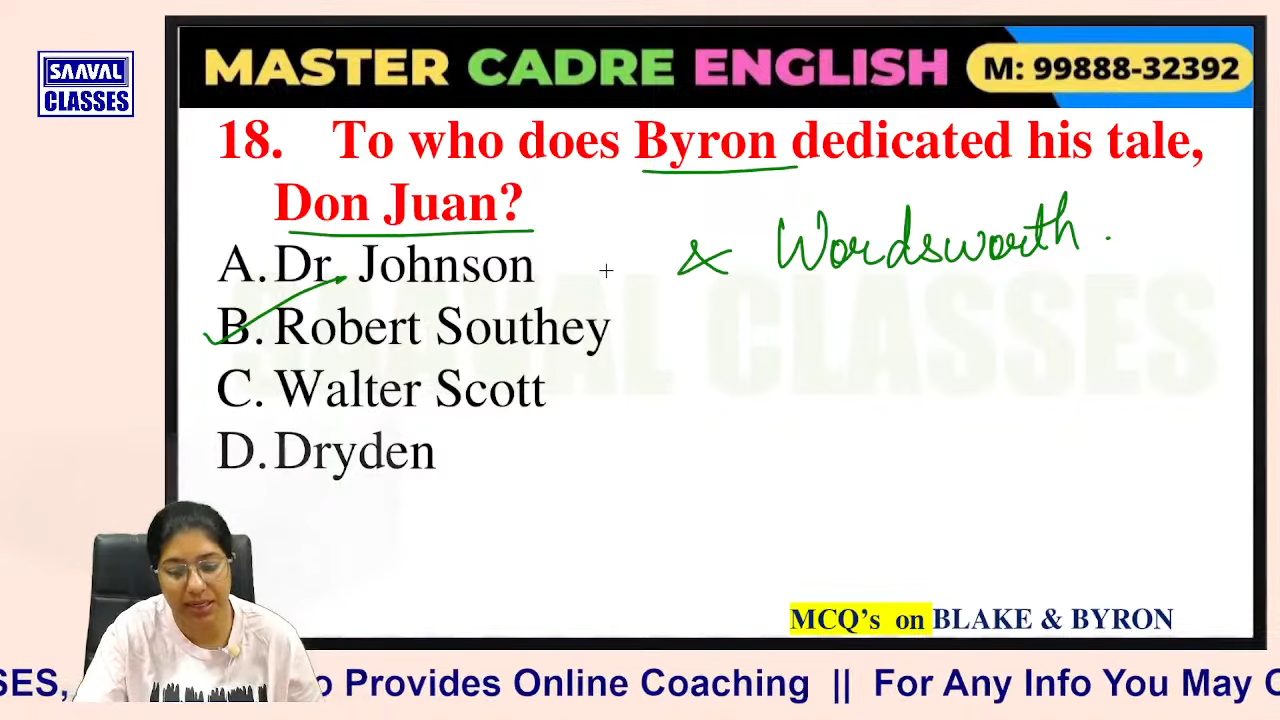 SAAVAL
CLASSES
MASTER CADRE ENGLISH
M: 99888-32392
18. To who does Byron dedicated his tale,
Don Juan?
& Wordsworth.
A. Dr. Johnson
B. Robert Southey
C. Walter Scott
D. Dryden
SAAVAL CLASSES
MCQ's on BLAKE & BYRON
SES, o Provides Online Coaching || For Any Info You May C